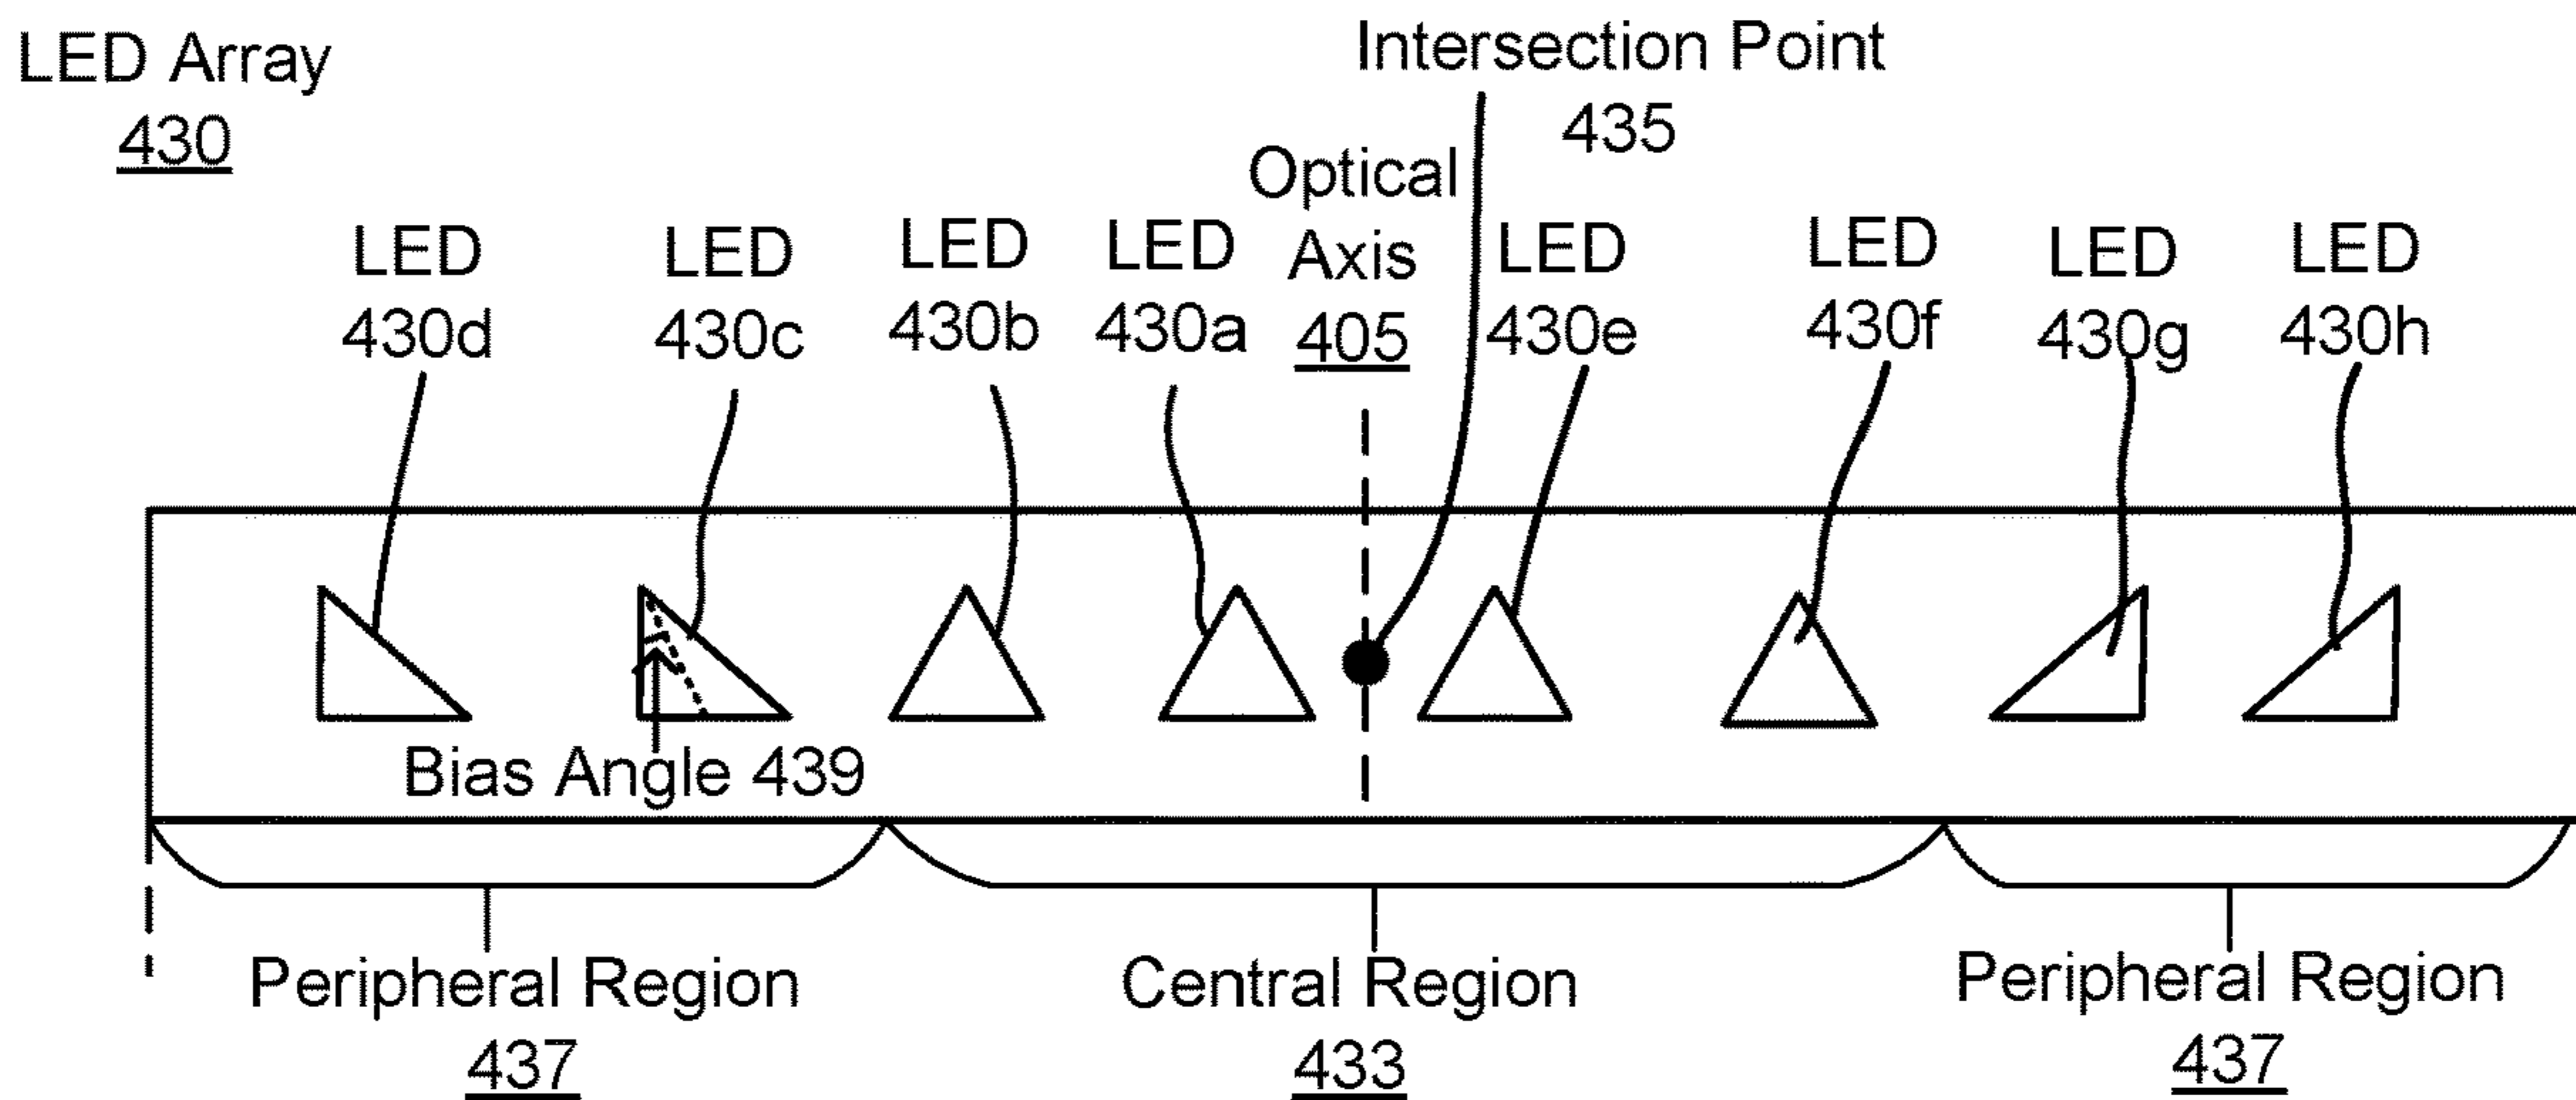 LED Array
430
Intersection Point
435
Optical
Axis
405
LED
430d
LED
430c
LED
430b
LED
430a
LED
430e
LED
430f
LED
430g
LED
430h
Bias Angle 439
Peripheral Region
437
Central Region
433
Peripheral Region
437